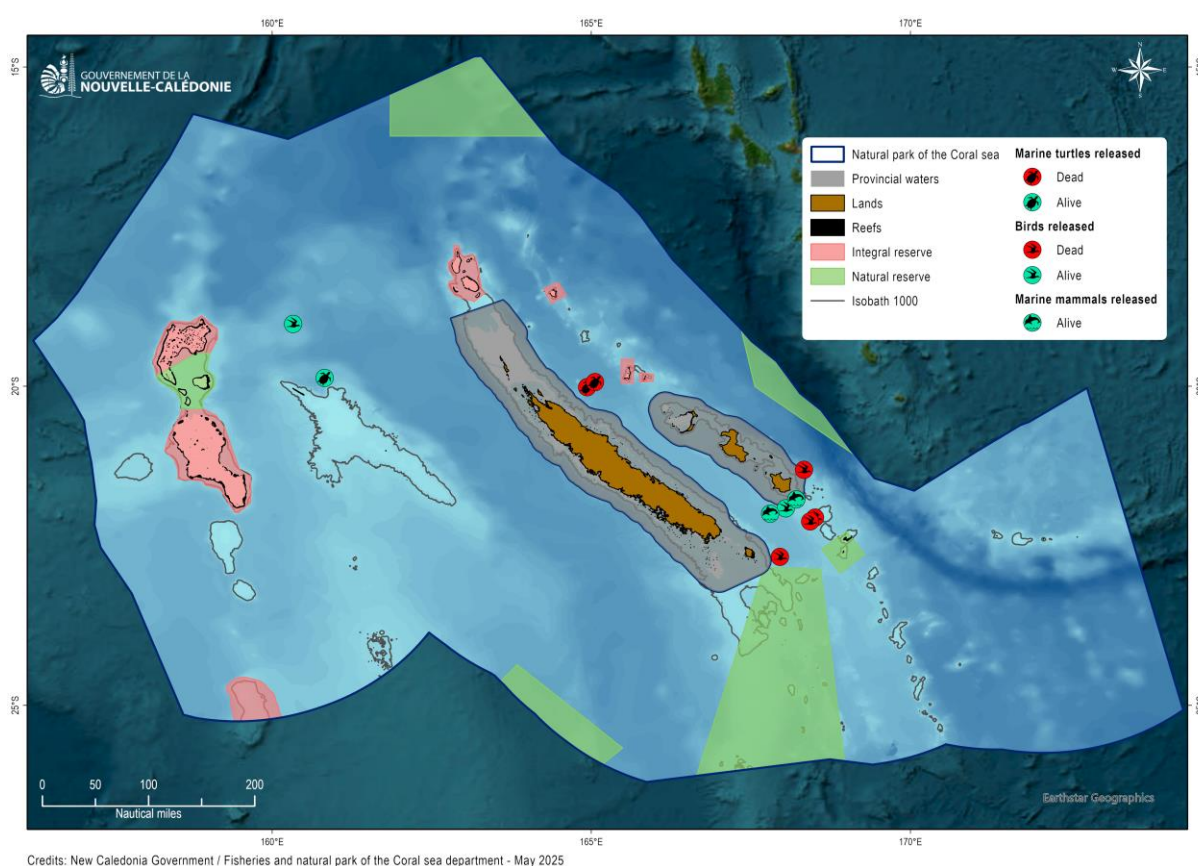 160°E
165°E
170°E
15°S
GOUVERNEMENT DE LA
NOUVELLE-CALÉDONIE
N
W
E
S
Natural park of the Coral sea
Provincial waters
Lands
Reefs
Integral reserve
Natural reserve
Isobath 1000
Marine turtles released
Dead
Alive
Birds released
Dead
Alive
Marine mammals released
Alive
20°S
25°S
0
50
100
200
Nautical miles
Earthstar Geographics
160°E
165°E
170°E
Credits: New Caledonia Government / Fisheries and natural park of the Coral sea department - May 2025